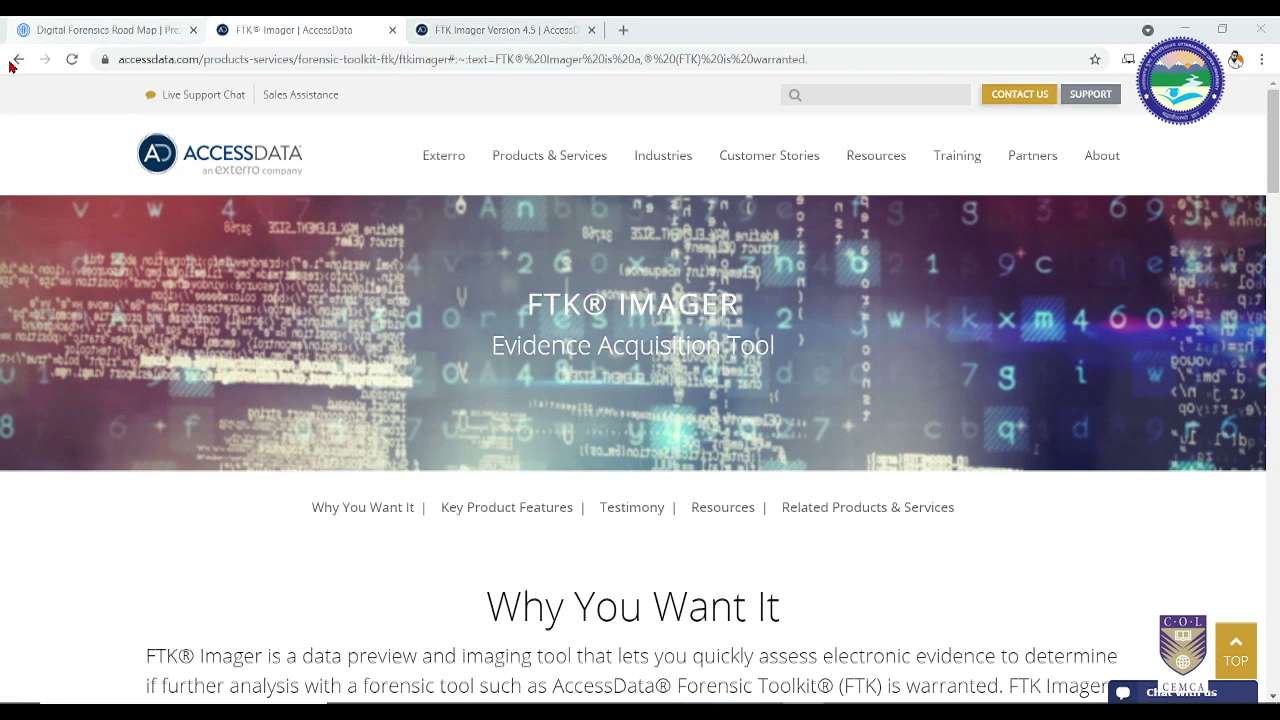 Digital Forensics Road Map | Pre
FTK® Imager | AccessData
FTK Imager Version 4.5 | AccessD
accessdata.com/products-services/forensic-toolkit-ftk/ftkimager#:~:text=FTK®%20Imager%20is%20a,®%20(FTK)%20is%20warranted.
Live Support Chat
Sales Assistance
CONTACT US
SUPPORT
AD ACCESSDATA
an exterro company
Exterro
Products & Services
Industries
Customer Stories
Resources
Training
Partners
About
FTK® IMAGER
Evidence Acquisition Tool
Why You Want It |
Key Product Features |
Testimony |
Resources |
Related Products & Services
Why You Want It
FTK® Imager is a data preview and imaging tool that lets you quickly assess electronic evidence to determine
if further analysis with a forensic tool such as AccessData® Forensic Toolkit® (FTK) is warranted. FTK Imager
C·O·L
CEMCA
TOP
Chat with us